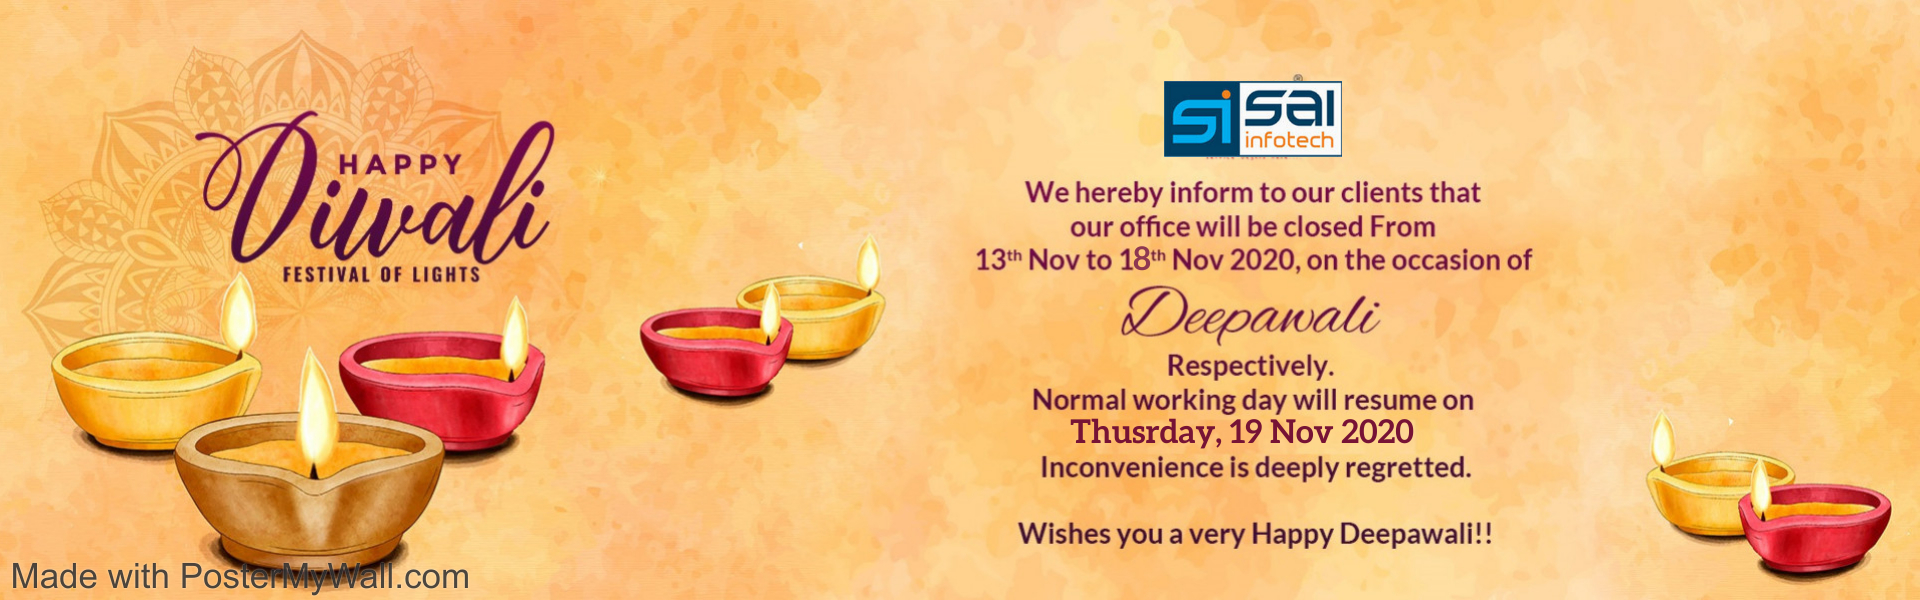 HAPPY
Diwali
FESTIVAL OF LIGHTS
®
Si SAI
infotech
We hereby inform to our clients that
our office will be closed From
13th Nov to 18th Nov 2020, on the occasion of
Deepawali
Respectively.
Normal working day will resume on
Thusrday, 19 Nov 2020
Inconvenience is deeply regretted.
Wishes you a very Happy Deepawali!!
Made with PosterMyWall.com